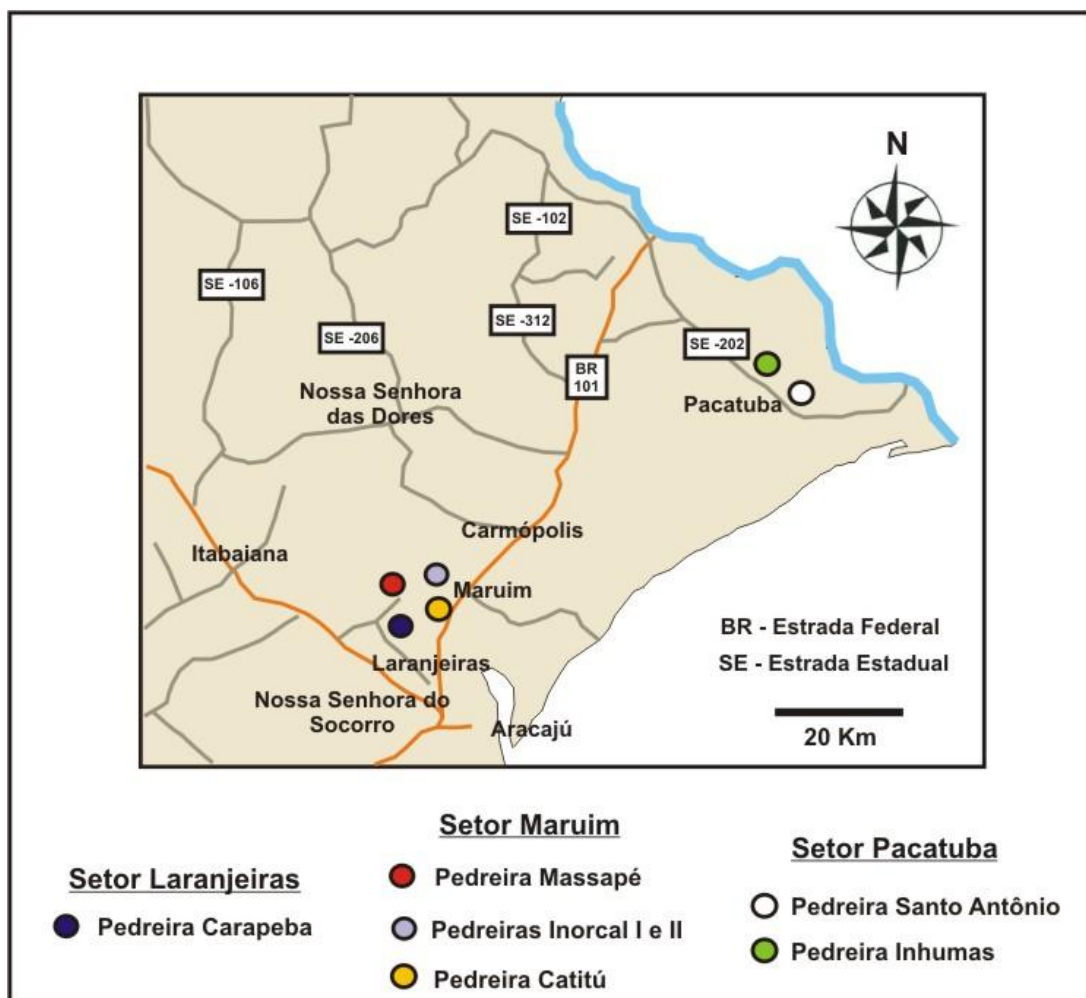 N
SE -102
SE -106
SE -312
SE -206
SE -202
BR
101
Nossa Senhora
das Dores
Pacatuba
Carmópolis
Itabaiana
Maruim
BR - Estrada Federal
Laranjeiras
SE - Estrada Estadual
Nossa Senhora do
Socorro
Aracajú
20 Km
Setor Maruim
Setor Laranjeiras
Setor Pacatuba
Pedreira Massapé
Pedreira Carapeba
Pedreira Santo Antônio
Pedreiras Inorcal I e II
Pedreira Inhumas
Pedreira Catitú